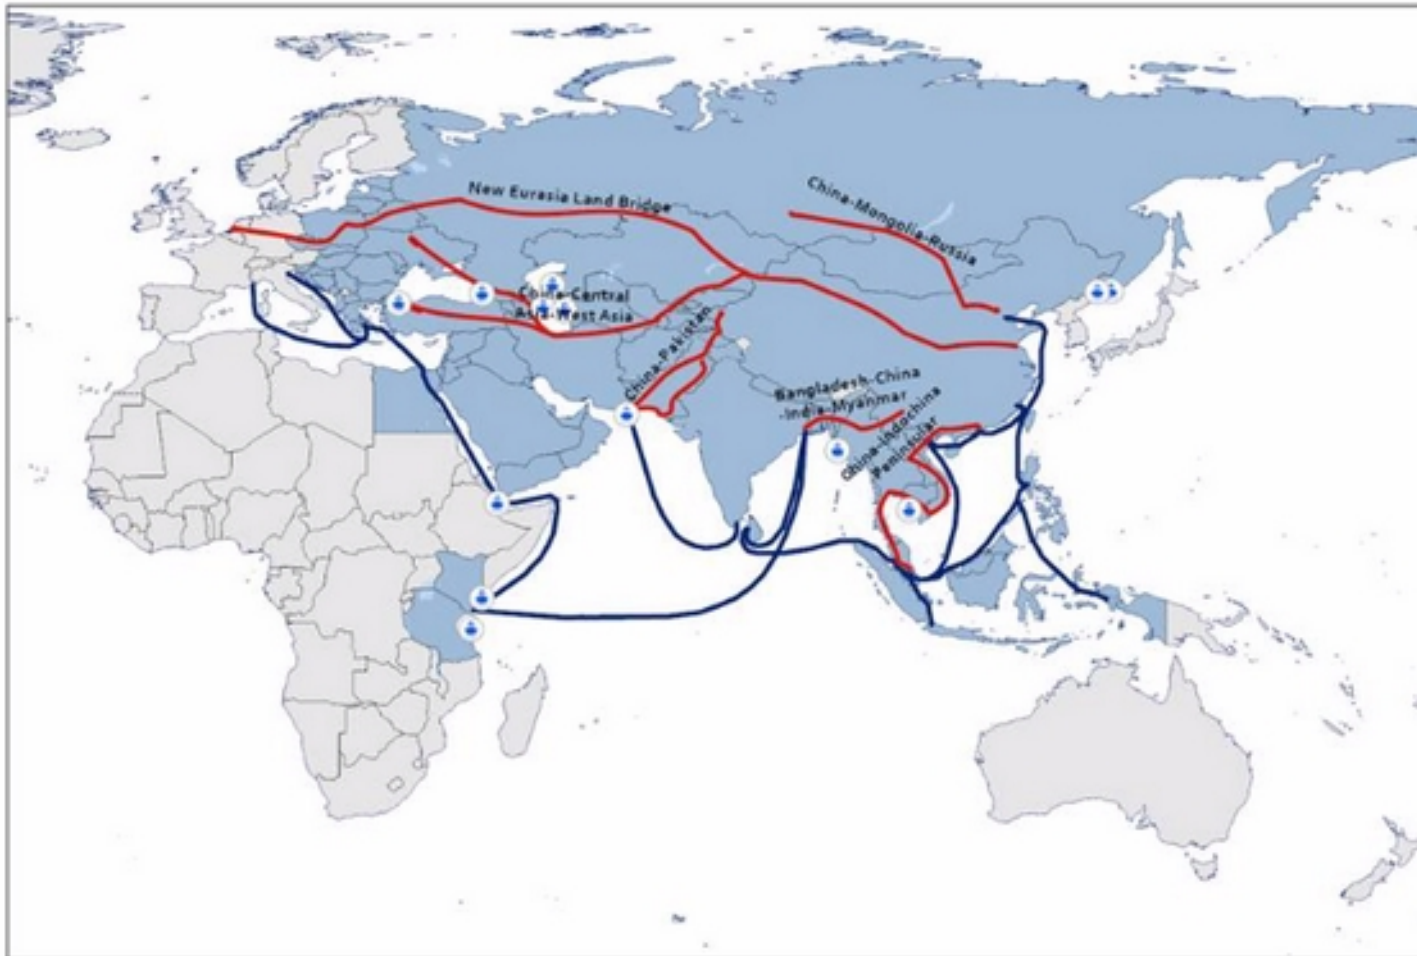 New Eurasia Land Bridge
China-Mongolia-Russia
China-Central
Asia-West Asia
China-Pakistan
Bangladesh-China
-India-Myanmar
China-Indochina
Peninsular